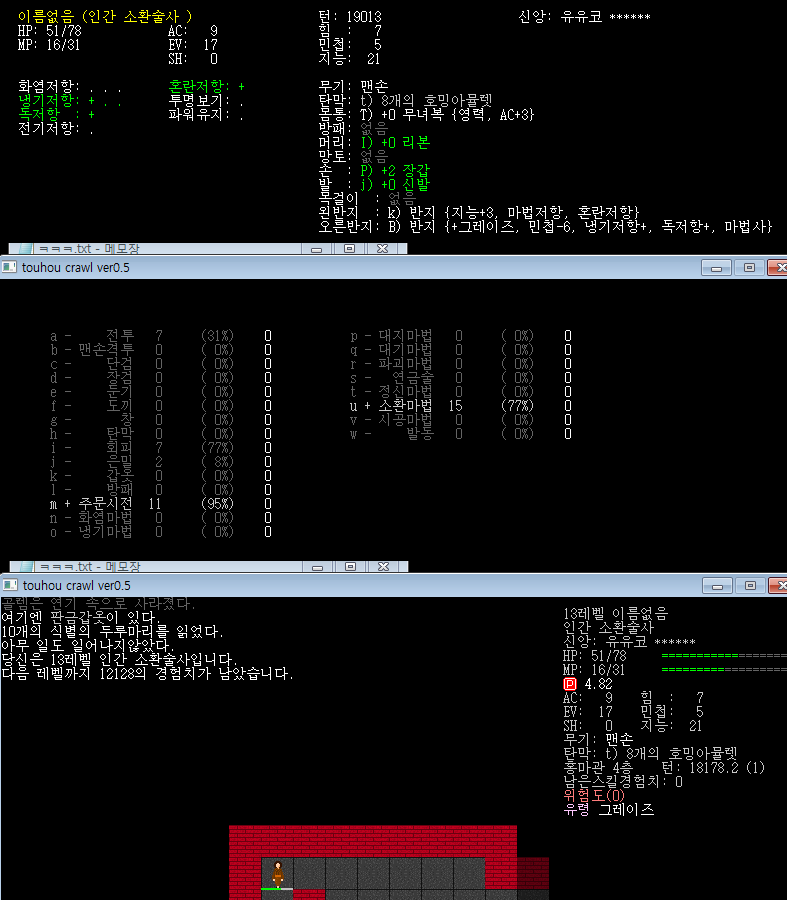 이름없음 (인간 소환술사 )
턴: 19013
신앙: 유유코 ******
HP: 51/78
AC: 9
힘 : 7
MP: 16/31
EV: 17
민첩: 5
SH: 0
지능: 21
화염저항: . . .
혼란저항: +
무기: 맨손
냉기저항: + . .
투명보기: .
탄막: t) 8개의 호밍아뮬렛
독저항 : +
파워유지: .
몸통: T) +0 무녀복 {영력, AC+3}
전기저항: .
방패: 없음
머리: I) +0 리본
망토: 없음
손 : P) +2 장갑
발 : j) +0 신발
목걸이 : 없음
왼반지 : k) 반지 {지능+3, 마법저항, 혼란저항}
오른반지: B) 반지 {+그레이즈, 민첩-6, 냉기저항+, 독저항+, 마법사}
ㅋㅋㅋ.txt - 메모장
touhou crawl ver0.5
a - 전투 7 (31%) 0
p - 대지마법 0 ( 0%) 0
b - 맨손격투 0 ( 0%) 0
q - 대기마법 0 ( 0%) 0
c - 단검 0 ( 0%) 0
r - 파괴마법 0 ( 0%) 0
d - 장검 0 ( 0%) 0
s - 연금술 0 ( 0%) 0
e - 둔기 0 ( 0%) 0
t - 정신마법 0 ( 0%) 0
f - 도끼 0 ( 0%) 0
u + 소환마법 15 (77%) 0
g - 창 0 ( 0%) 0
v - 시공마법 0 ( 0%) 0
h - 탄막 0 ( 0%) 0
w - 발동 0 ( 0%) 0
i - 회피 7 (77%) 0
j - 은밀 2 ( 8%) 0
k - 갑옷 0 ( 0%) 0
l - 방패 0 ( 0%) 0
m + 주문시전 11 (95%) 0
n - 화염마법 0 ( 0%) 0
o - 냉기마법 0 ( 0%) 0
ㅋㅋㅋ.txt - 메모장
touhou crawl ver0.5
골렘은 연기 속으로 사라졌다.
여기엔 판금갑옷이 있다.
10개의 식별의 두루마리를 읽었다.
아무 일도 일어나지않았다.
당신은 13레벨 인간 소환술사입니다.
다음 레벨까지 12128의 경험치가 남았습니다.
13레벨 이름없음
인간 소환술사
신앙: 유유코 ******
HP: 51/78
MP: 16/31
P 4.82
AC: 9 힘 : 7
EV: 17 민첩: 5
SH: 0 지능: 21
무기: 맨손
탄막: t) 8개의 호밍아뮬렛
홍마관 4층 턴: 18178.2 (1)
남은스킬경험치: 0
위험도(0)
유령 그레이즈